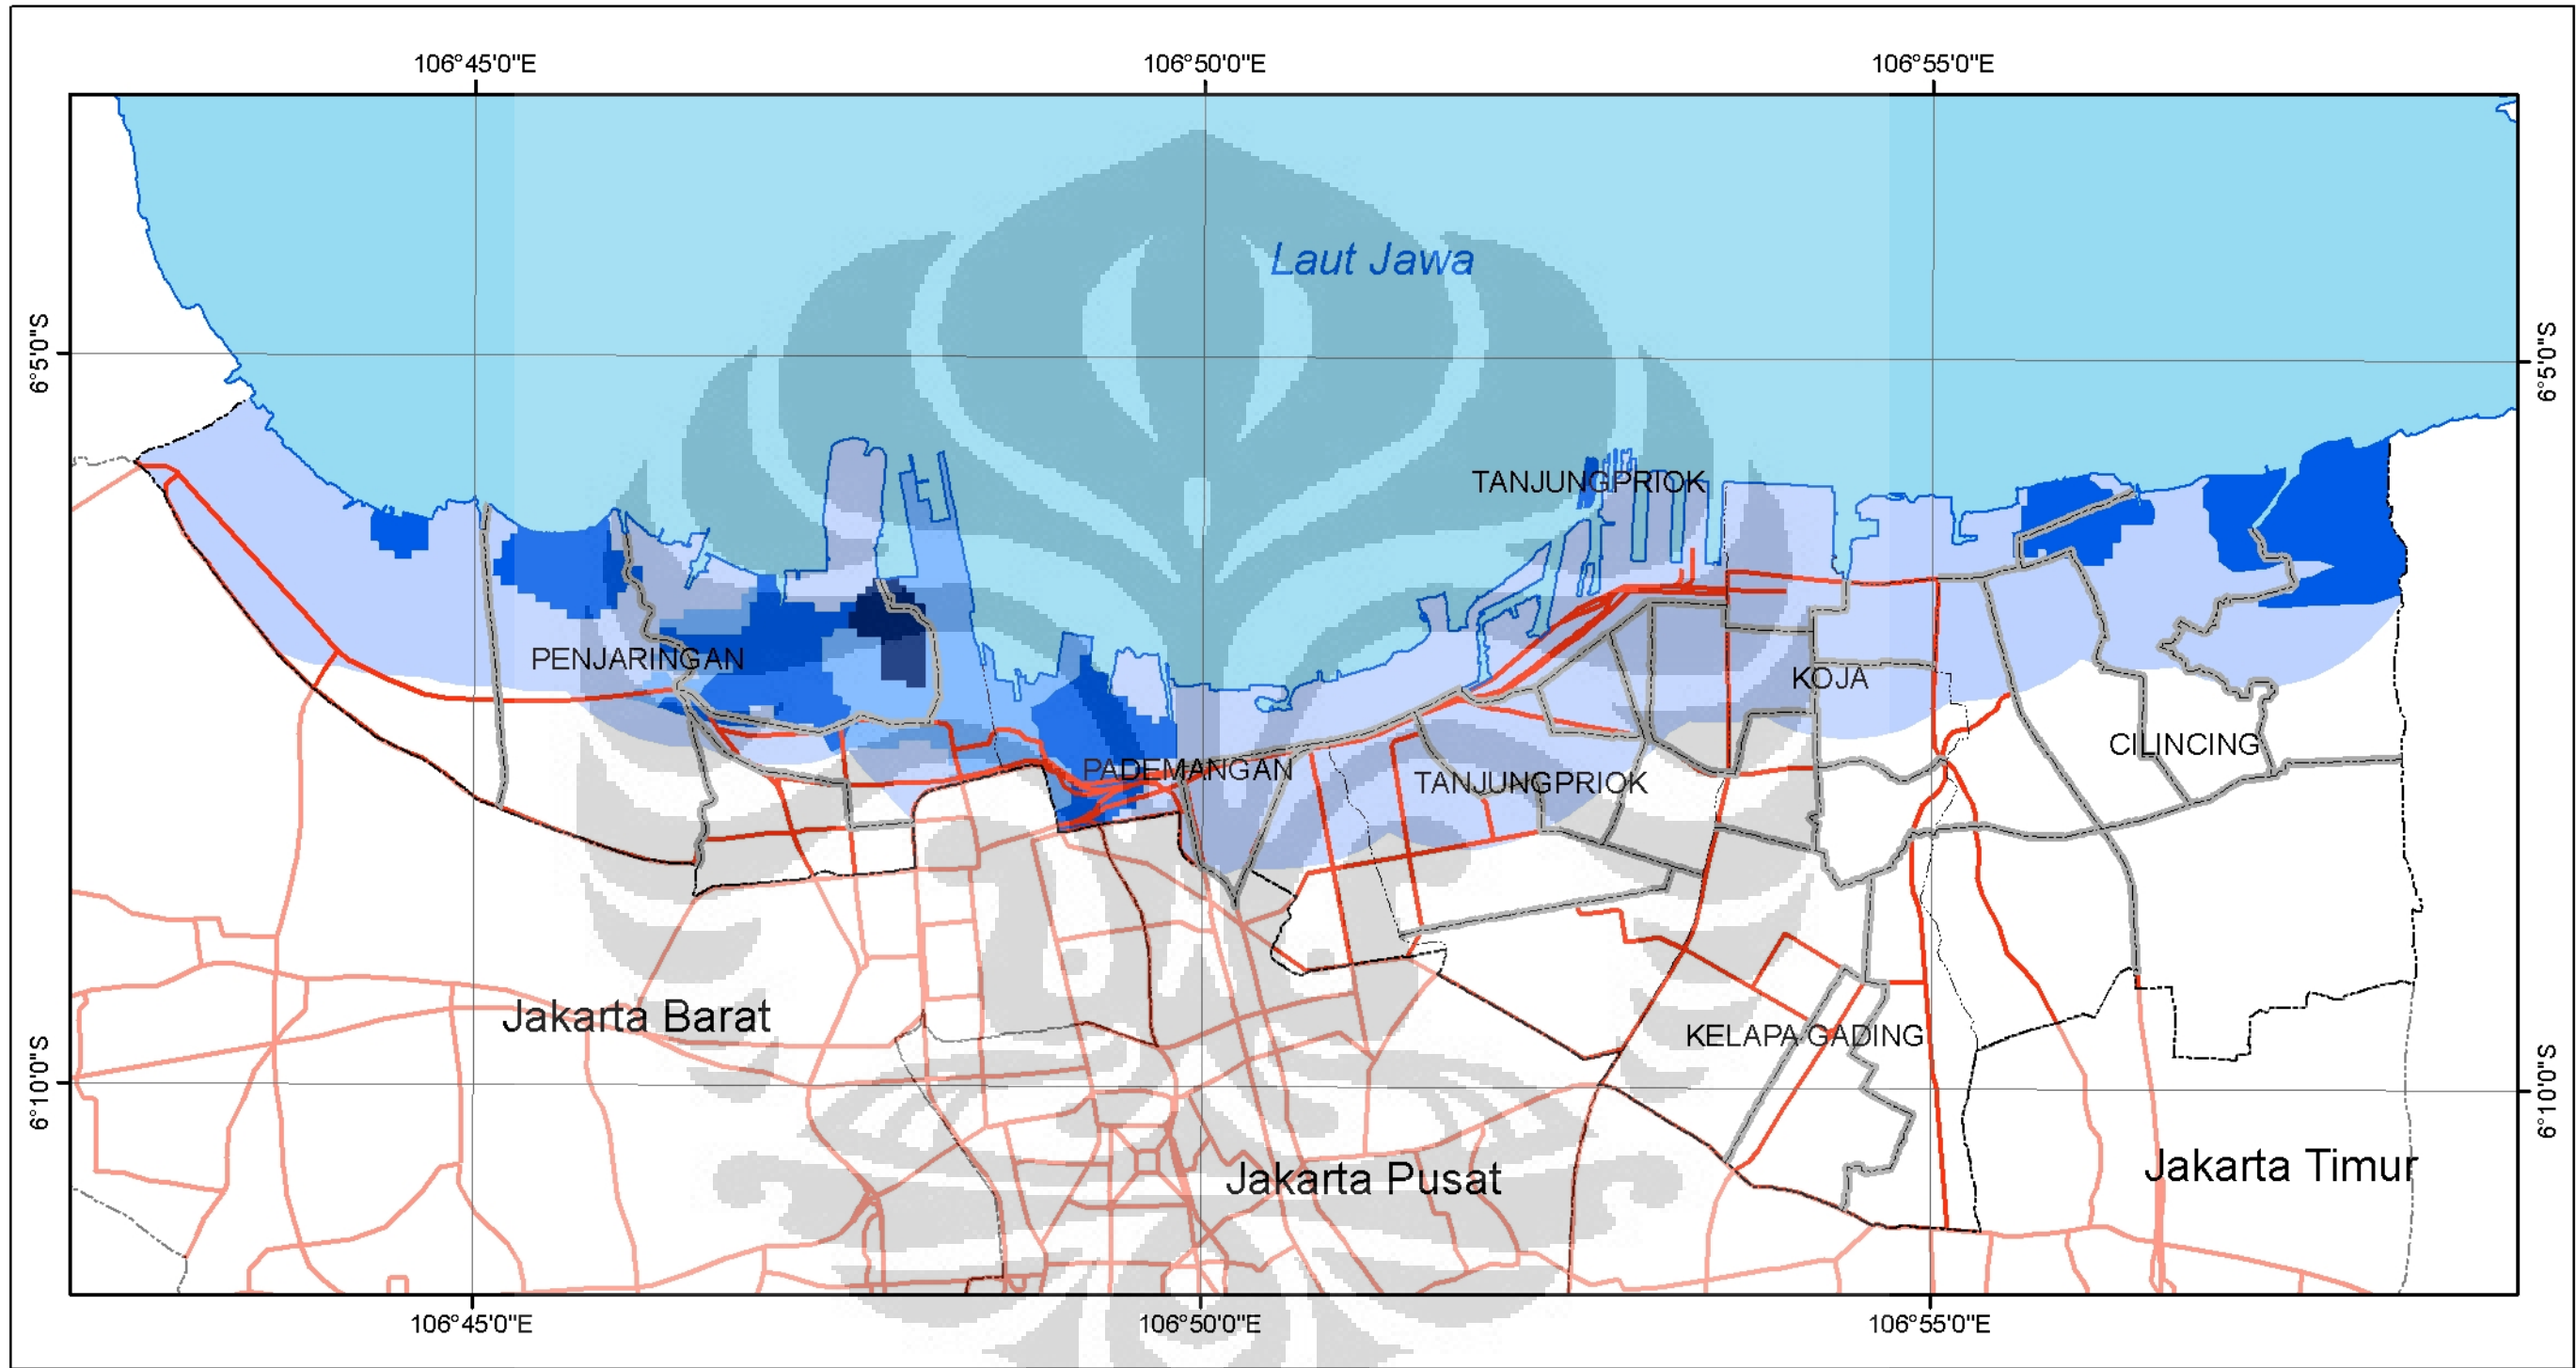 106°45'0"E
106°50'0"E
106°55'0"E
Laut Jawa
6°5'0"S
6°5'0"S
TANJUNGPRIOK
PENJARINGAN
KOJA
CILINCING
PADEMANGAN
TANJUNGPRIOK
Jakarta Barat
KELAPA GADING
6°10'0"S
6°10'0"S
Jakarta Pusat
Jakarta Timur
106°45'0"E
106°50'0"E
106°55'0"E